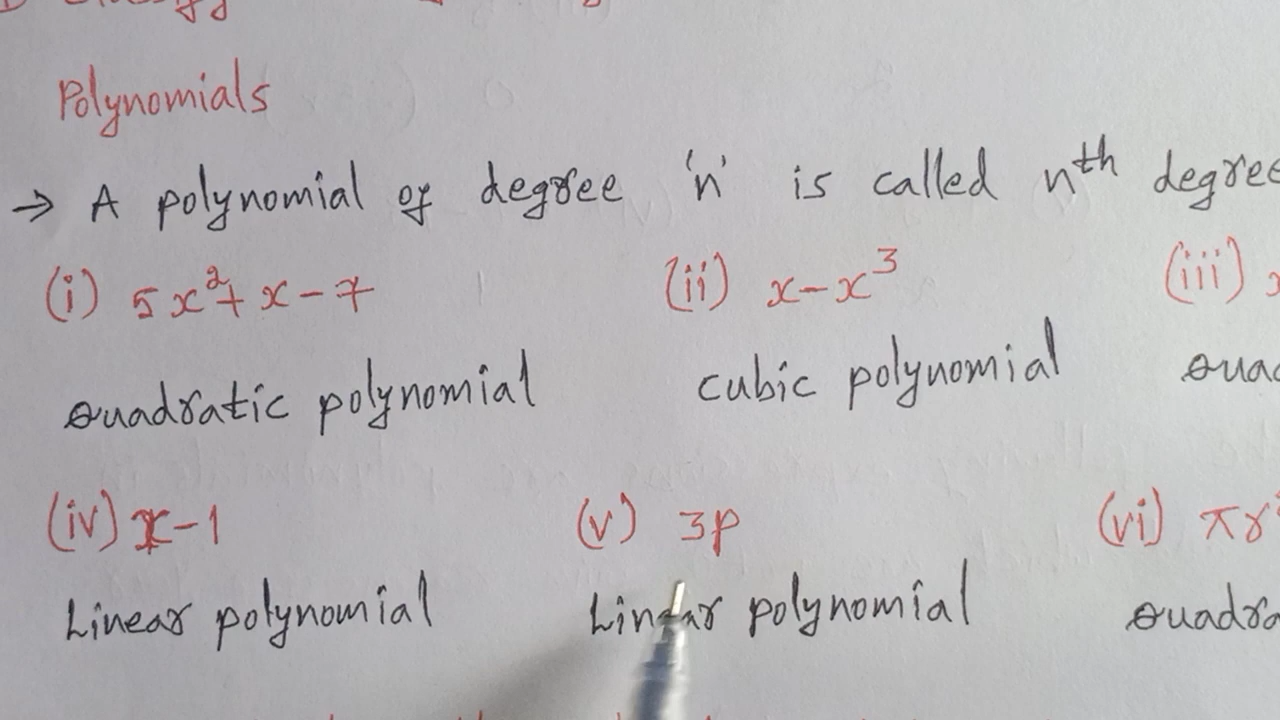 Polynomials
→ A polynomial of degree 'n' is called nth degree
(i) 5x²+x-7 (ii) x-x³ (iii)
Quadratic polynomial cubic polynomial
(iv) x-1 (v) 3p (vi) πr
Linear polynomial Linear polynomial